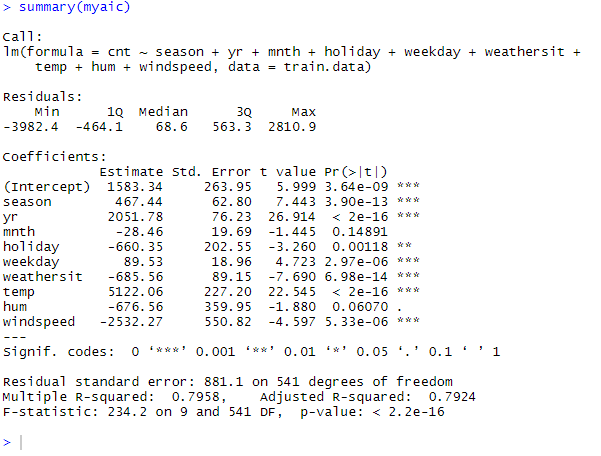 > summary(myaic)
Call:
lm(formula = cnt ~ season + yr + mnth + holiday + weekday + weathersit +
    temp + hum + windspeed, data = train.data)
Residuals:
    Min      1Q  Median      3Q     Max
-3982.4  -464.1    68.6   563.3  2810.9
Coefficients:
            Estimate Std. Error t value Pr(>|t|)
(Intercept)  1583.34     263.95   5.999 3.64e-09 ***
season        467.44      62.80   7.443 3.90e-13 ***
yr           2051.78      76.23  26.914  < 2e-16 ***
mnth          -28.46      19.69  -1.445  0.14891
holiday      -660.35     202.55  -3.260  0.00118 **
weekday        89.53      18.96   4.723 2.97e-06 ***
weathersit   -685.56      89.15  -7.690 6.98e-14 ***
temp         5122.06     227.20  22.545  < 2e-16 ***
hum          -676.56     359.95  -1.880  0.06070 .
windspeed   -2532.27     550.82  -4.597 5.33e-06 ***
---
Signif. codes:  0 ‘***’ 0.001 ‘**’ 0.01 ‘*’ 0.05 ‘.’ 0.1 ‘ ’ 1
Residual standard error: 881.1 on 541 degrees of freedom
Multiple R-squared:  0.7958,    Adjusted R-squared:  0.7924
F-statistic: 234.2 on 9 and 541 DF,  p-value: < 2.2e-16
>